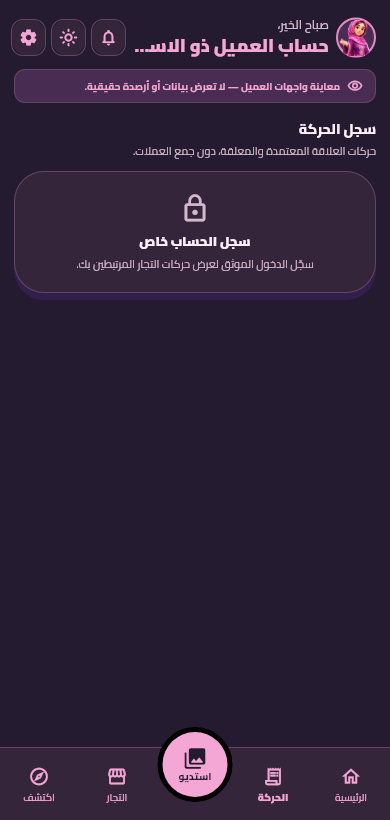 صباح الخير،
حساب العميل ذو الاسـ...
معاينة واجهات العميل — لا تعرض بيانات أو أرصدة حقيقية.
سجل الحركة
حركات العلاقة المعتمدة والمعلقة، دون جمع العملات.
سجل الحساب خاص
سجّل الدخول الموثق لعرض حركات التجار المرتبطين بك.
الرئيسية
الحركة
استديو
التجار
اكتشف